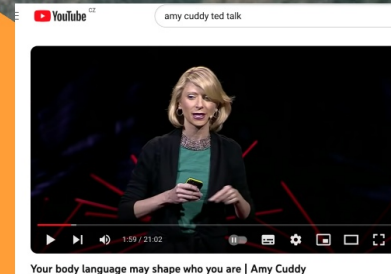 YouTube CZ
amy cuddy ted talk
1:59 / 21:02
Your body language may shape who you are | Amy Cuddy